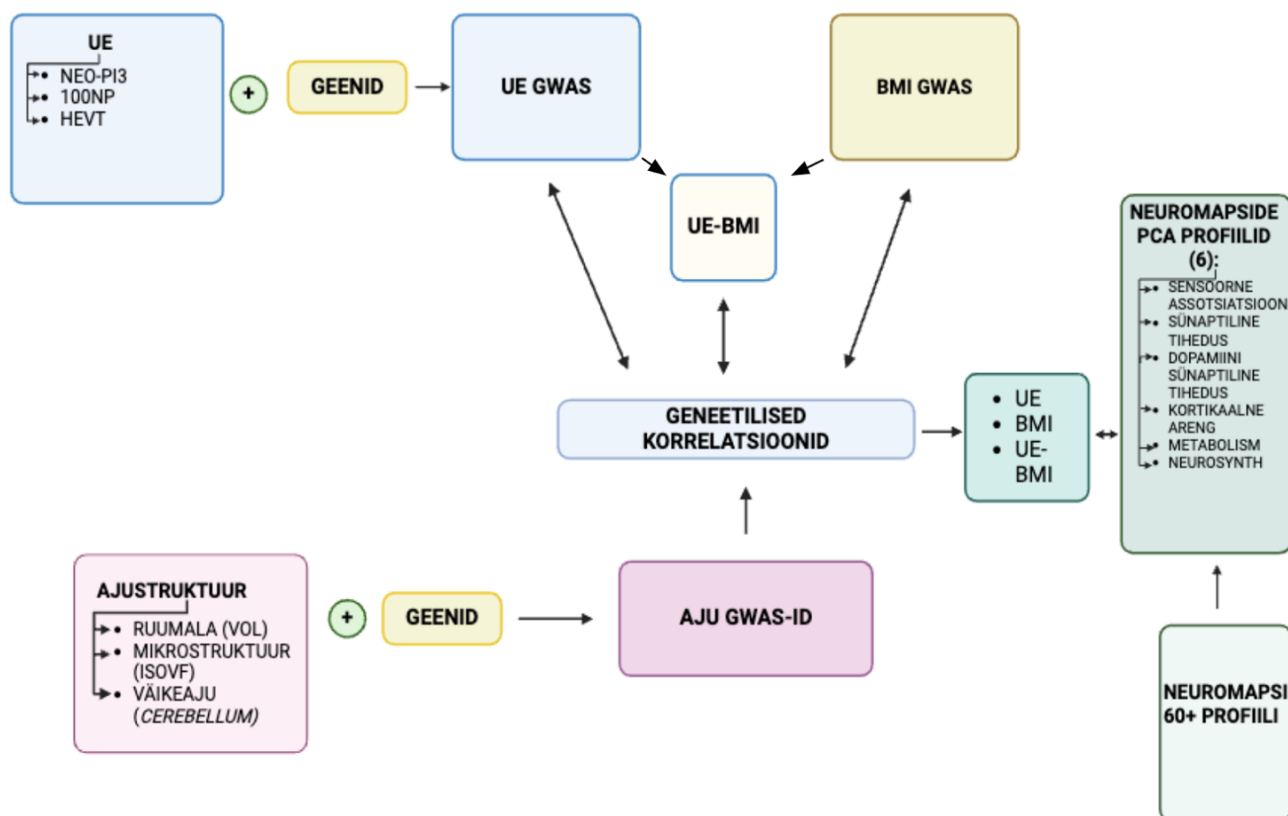 UE
NEO-PI3
100NP
HEVT
+
GEENID
UE GWAS
BMI GWAS
UE-BMI
NEUROMAPSIDE
PCA PROFIILID
(6):
SENSOORNE
ASSOTSIATSIOON
SÜNAPTILINE
TIHEDUS
DOPAMIINI
SÜNAPTILINE
TIHEDUS
KORTIKAALNE
ARENG
METABOLISM
NEUROSYNTH
GENEETILISED
KORRELATSIOONID
• UE
• BMI
• UE-
BMI
AJUSTRUKTUUR
RUUMALA (VOL)
MIKROSTRUKTUUR
(ISOVF)
VÄIKEAJU
(CEREBELLUM)
+
GEENID
AJU GWAS-ID
NEUROMAPSI
60+ PROFIILI